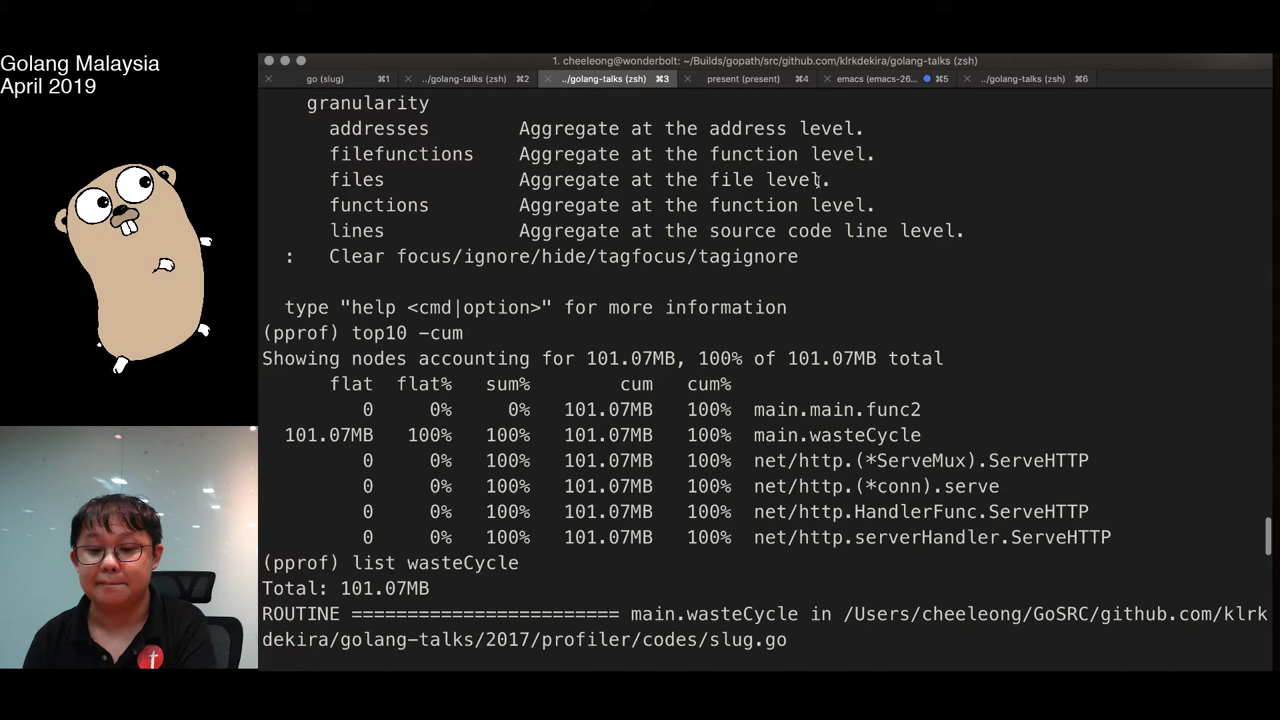 Golang Malaysia
April 2019
1. cheeleong@wonderbolt: ~/Builds/gopath/src/github.com/klrkdekira/golang-talks (zsh)
go (slug) ⌘1 ../golang-talks (zsh) ⌘2 ../golang-talks (zsh) ⌘3 present (present) ⌘4 emacs (emacs-26... ⌘5 ../golang-talks (zsh) ⌘6
granularity
addresses Aggregate at the address level.
filefunctions Aggregate at the function level.
files Aggregate at the file level.
functions Aggregate at the function level.
lines Aggregate at the source code line level.
: Clear focus/ignore/hide/tagfocus/tagignore
type "help <cmd|option>" for more information
(pprof) top10 -cum
Showing nodes accounting for 101.07MB, 100% of 101.07MB total
flat flat% sum% cum cum%
0 0% 0% 101.07MB 100% main.main.func2
101.07MB 100% 100% 101.07MB 100% main.wasteCycle
0 0% 100% 101.07MB 100% net/http.(*ServeMux).ServeHTTP
0 0% 100% 101.07MB 100% net/http.(*conn).serve
0 0% 100% 101.07MB 100% net/http.HandlerFunc.ServeHTTP
0 0% 100% 101.07MB 100% net/http.serverHandler.ServeHTTP
(pprof) list wasteCycle
Total: 101.07MB
ROUTINE ======================== main.wasteCycle in /Users/cheeleong/GoSRC/github.com/klrk
dekira/golang-talks/2017/profiler/codes/slug.go